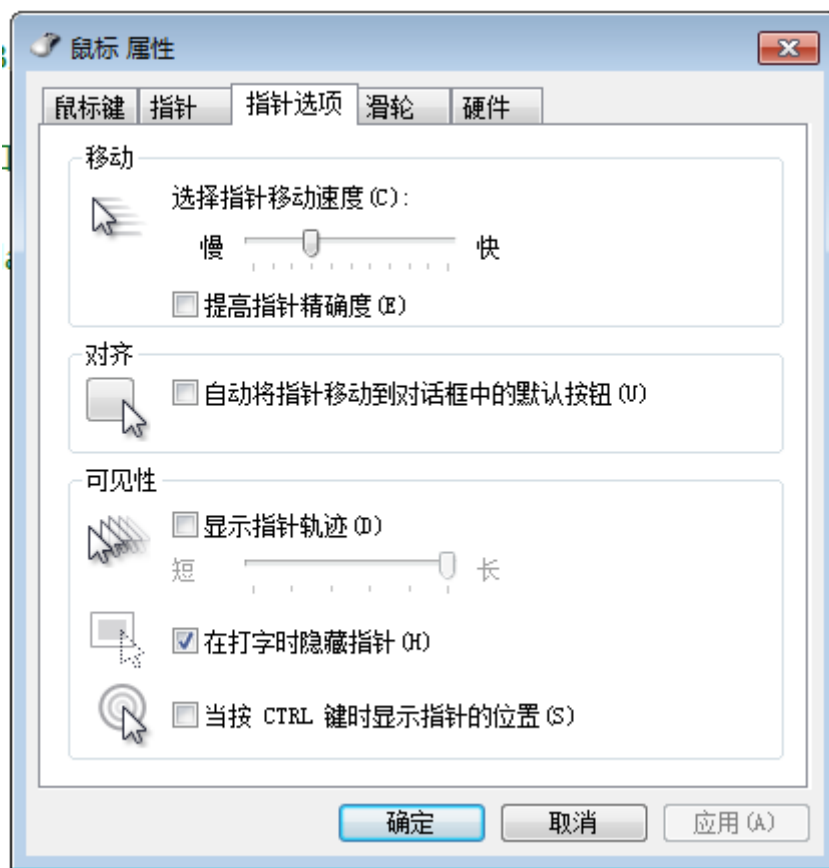 鼠标 属性
鼠标键 指针 指针选项 滑轮 硬件
移动
选择指针移动速度(C):
慢 快
提高指针精确度(E)
对齐
自动将指针移动到对话框中的默认按钮(U)
可见性
显示指针轨迹(D)
短 长
在打字时隐藏指针(H)
当按 CTRL 键时显示指针的位置(S)
确定 取消 应用(A)